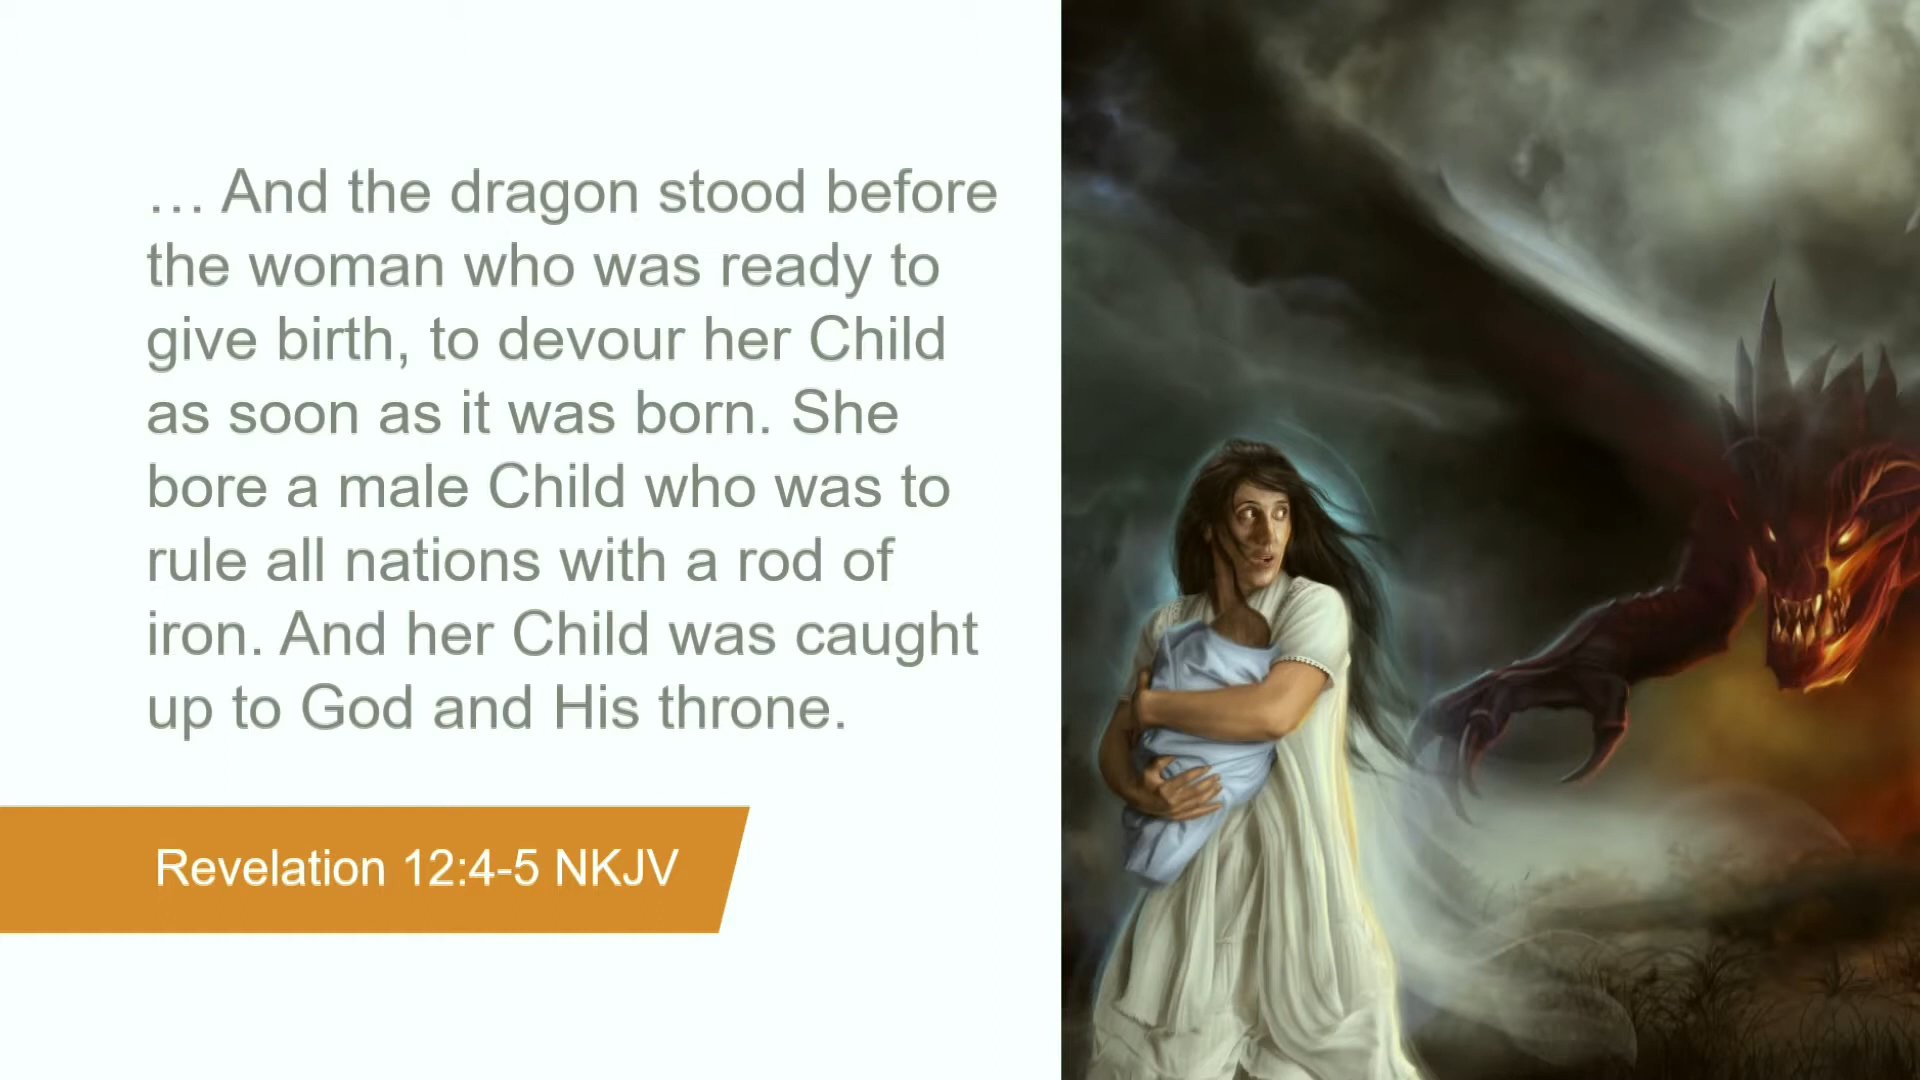 … And the dragon stood before
the woman who was ready to
give birth, to devour her Child
as soon as it was born. She
bore a male Child who was to
rule all nations with a rod of
iron. And her Child was caught
up to God and His throne.
Revelation 12:4-5 NKJV